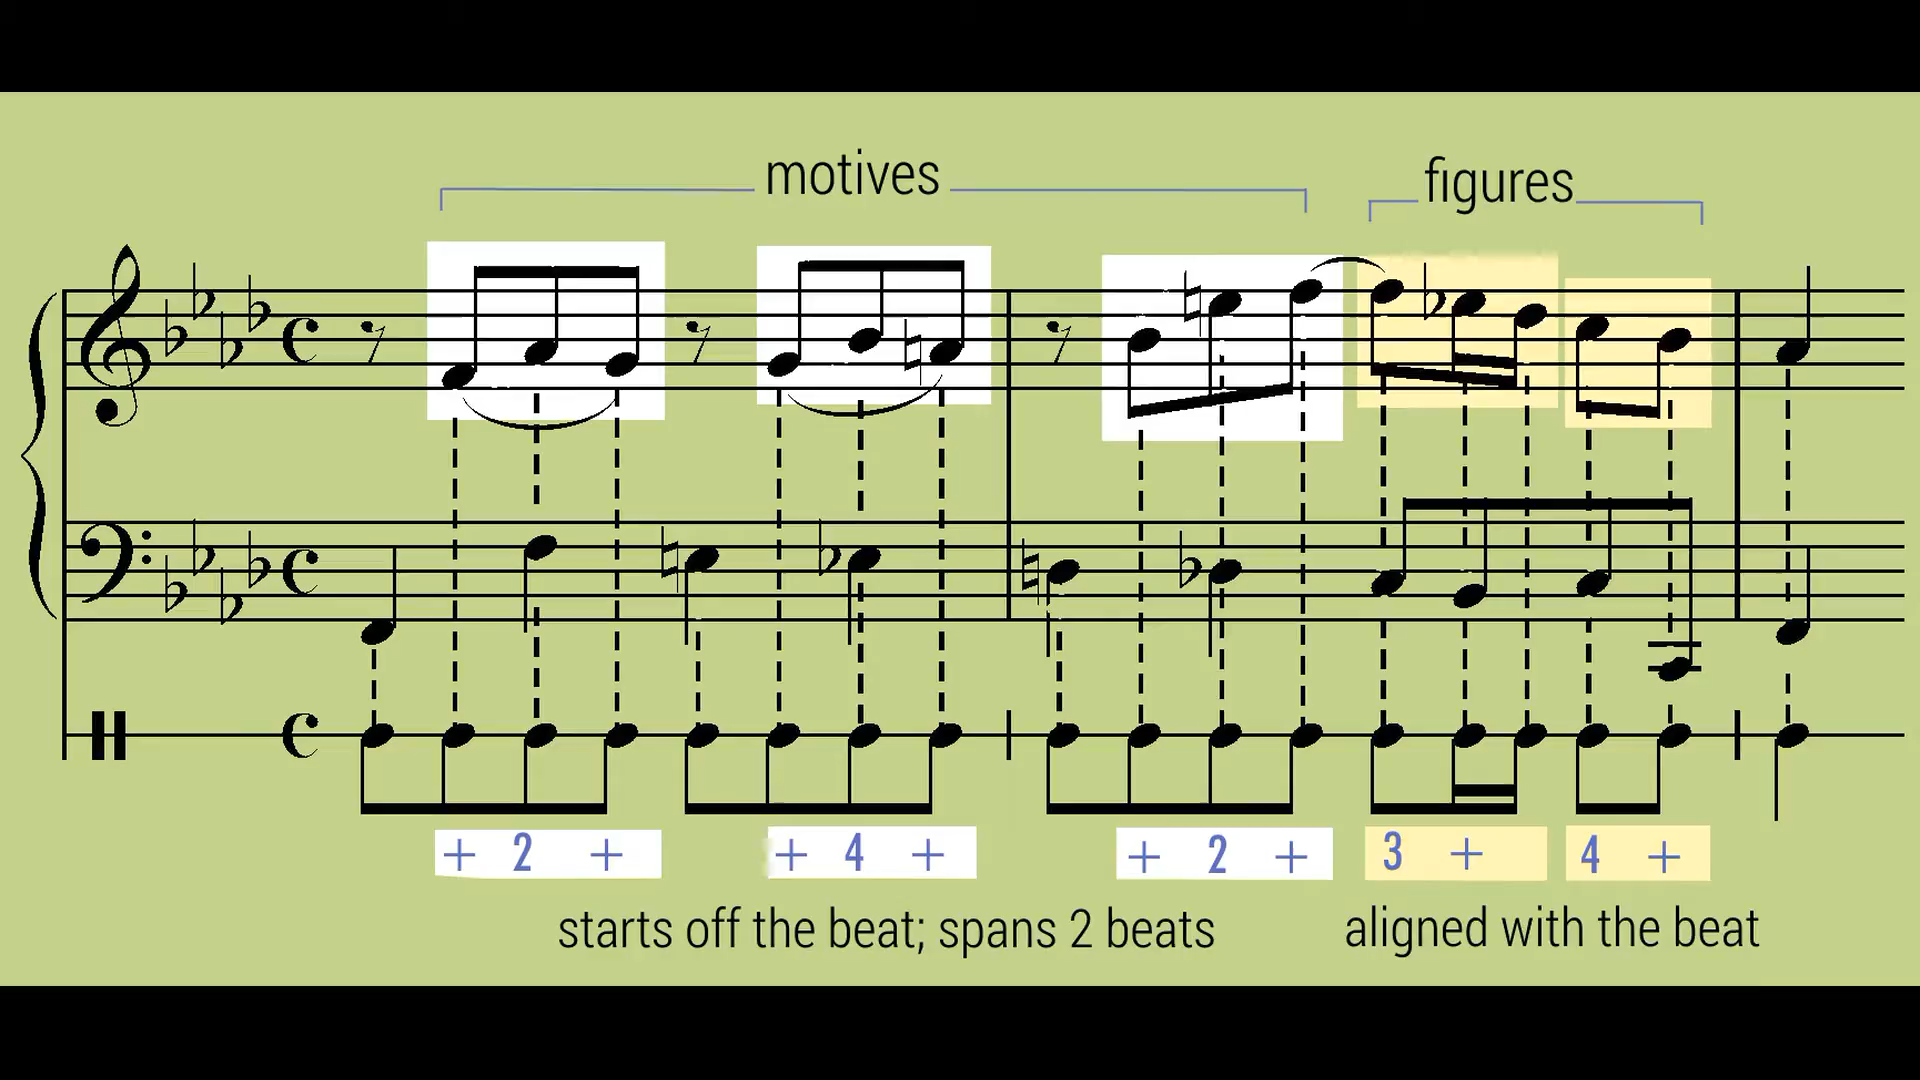 motives
figures
+ 2 + + 4 + + 2 + 3 + 4 +
starts off the beat; spans 2 beats
aligned with the beat